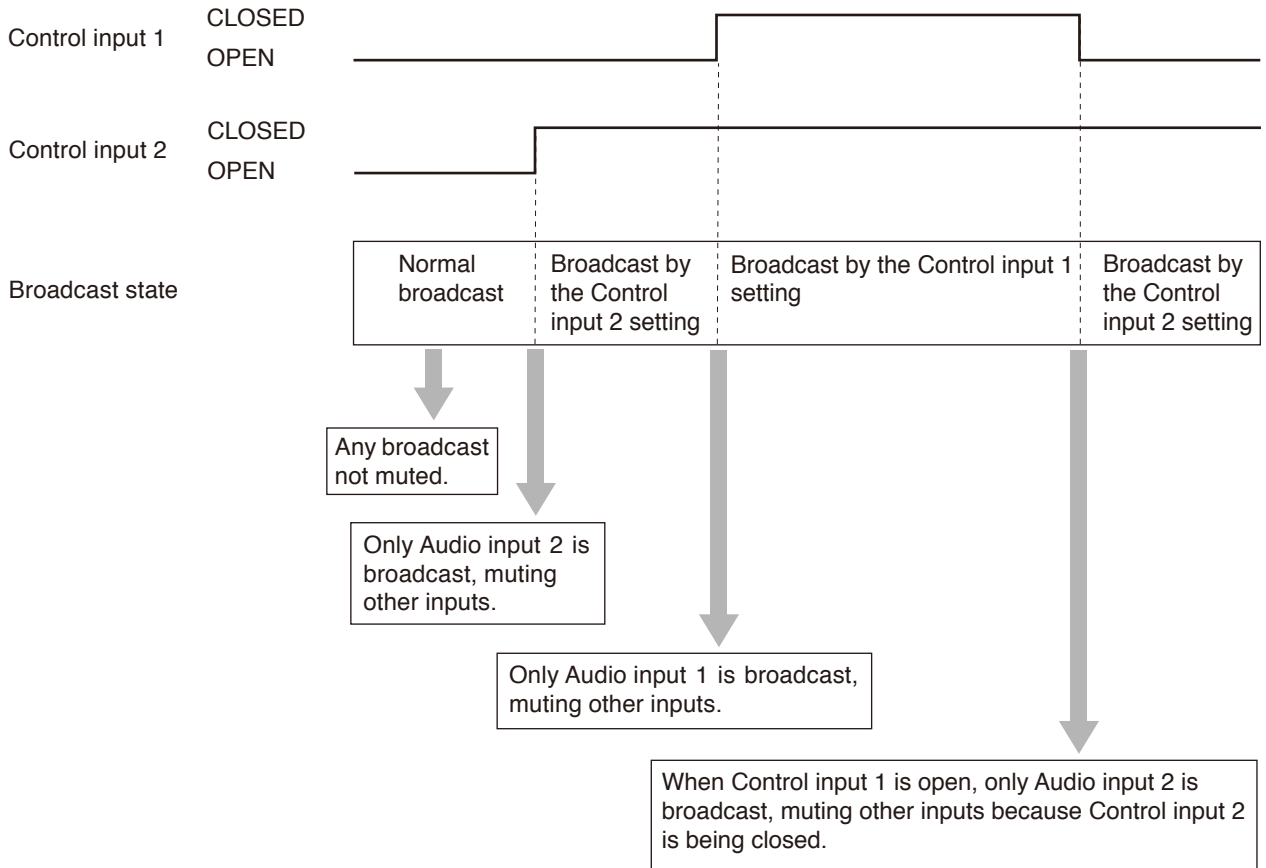 Control input 1
CLOSED
OPEN
Control input 2
CLOSED
OPEN
Broadcast state
Normal
broadcast
Broadcast by
the Control
input 2 setting
Broadcast by the Control input 1
setting
Broadcast by
the Control
input 2 setting
Any broadcast
not muted.
Only Audio input 2 is
broadcast, muting
other inputs.
Only Audio input 1 is broadcast,
muting other inputs.
When Control input 1 is open, only Audio input 2 is
broadcast, muting other inputs because Control input 2
is being closed.